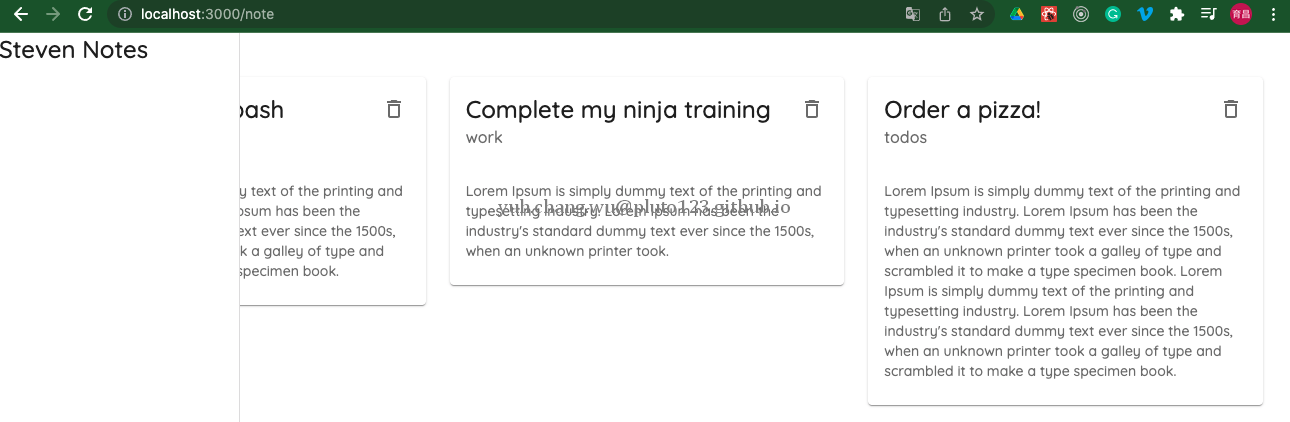 localhost:3000/note
育昌
Steven Notes
bash
y text of the printing and
psum has been the
ext ever since the 1500s,
k a galley of type and
specimen book.
Complete my ninja training
work
Lorem Ipsum is simply dummy text of the printing and
typesetting industry. Lorem Ipsum has been the
industry's standard dummy text ever since the 1500s,
when an unknown printer took.
yuh.chang.wu@pluto123.github.io
Order a pizza!
todos
Lorem Ipsum is simply dummy text of the printing and
typesetting industry. Lorem Ipsum has been the
industry's standard dummy text ever since the 1500s,
when an unknown printer took a galley of type and
scrambled it to make a type specimen book. Lorem
Ipsum is simply dummy text of the printing and
typesetting industry. Lorem Ipsum has been the
industry's standard dummy text ever since the 1500s,
when an unknown printer took a galley of type and
scrambled it to make a type specimen book.